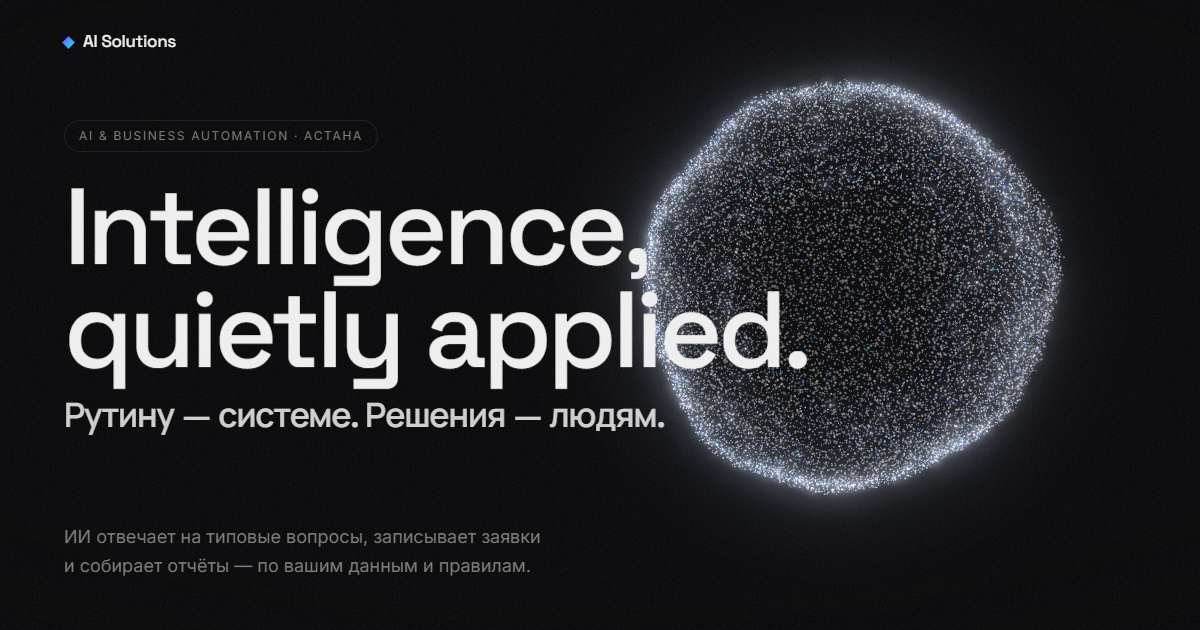 AI Solutions
AI & BUSINESS AUTOMATION · АСТАНА
Intelligence,
quietly applied.
Рутину — системе. Решения — людям.
ИИ отвечает на типовые вопросы, записывает заявки
и собирает отчёты — по вашим данным и правилам.